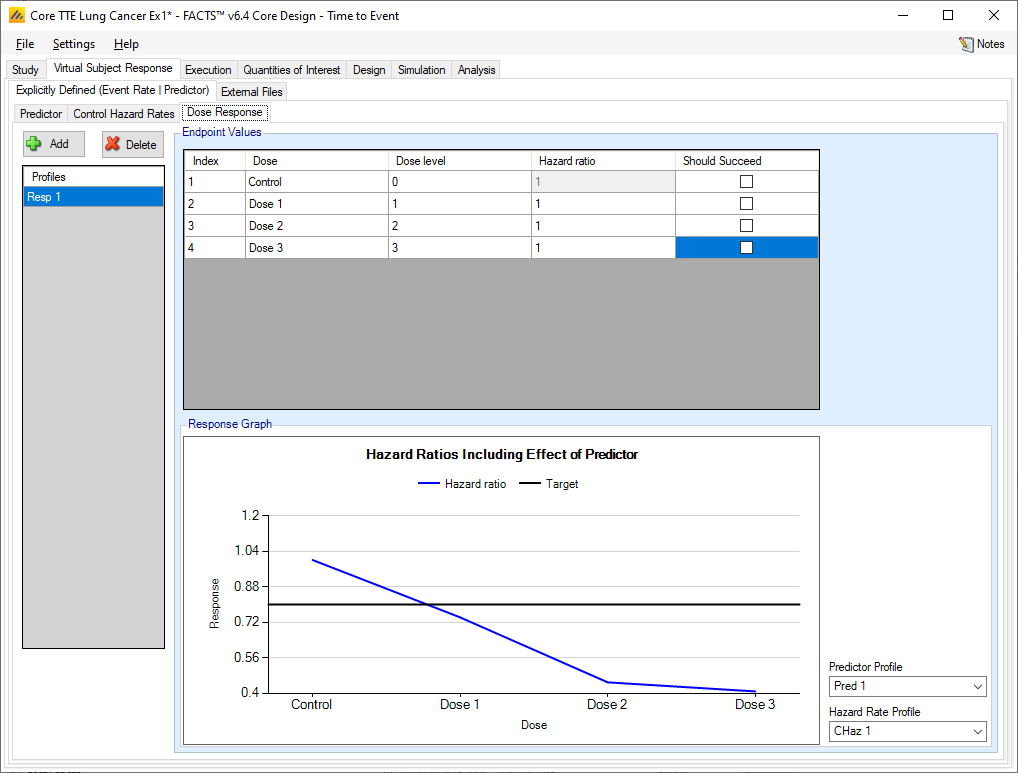 Core TTE Lung Cancer Ex1* - FACTS™ v6.4 Core Design - Time to Event
File Settings Help Notes
Study Virtual Subject Response Execution Quantities of Interest Design Simulation Analysis
Explicitly Defined (Event Rate | Predictor) External Files
Predictor Control Hazard Rates Dose Response
Add Delete
Profiles
Resp 1
Endpoint Values
Index Dose Dose level Hazard ratio Should Succeed
1 Control 0 1
2 Dose 1 1 1
3 Dose 2 2 1
4 Dose 3 3 1
Response Graph
Hazard Ratios Including Effect of Predictor
Hazard ratio Target
1.2
1.04
0.88
0.72
0.56
0.4
Response
Control Dose 1 Dose 2 Dose 3
Dose
Predictor Profile
Pred 1
Hazard Rate Profile
CHaz 1